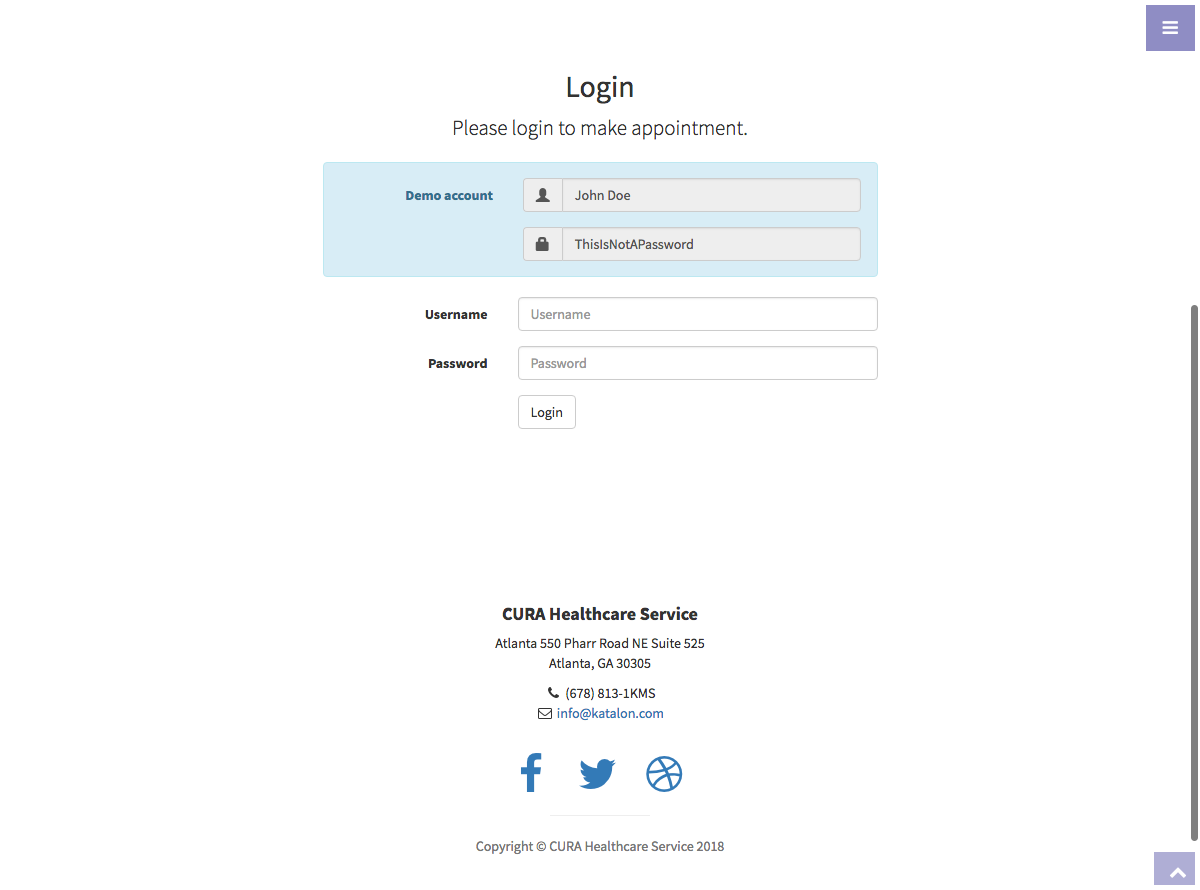 Login
Please login to make appointment.
Demo account
John Doe
ThisIsNotAPassword
Username
Username
Password
Password
Login
CURA Healthcare Service
Atlanta 550 Pharr Road NE Suite 525
Atlanta, GA 30305
(678) 813-1KMS
info@katalon.com
Copyright © CURA Healthcare Service 2018